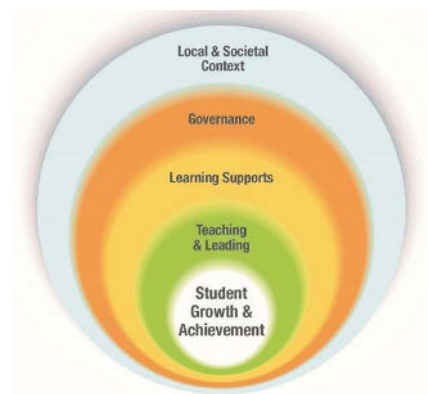 Local & Societal
Context
Governance
Learning Supports
Teaching
& Leading
Student
Growth &
Achievement